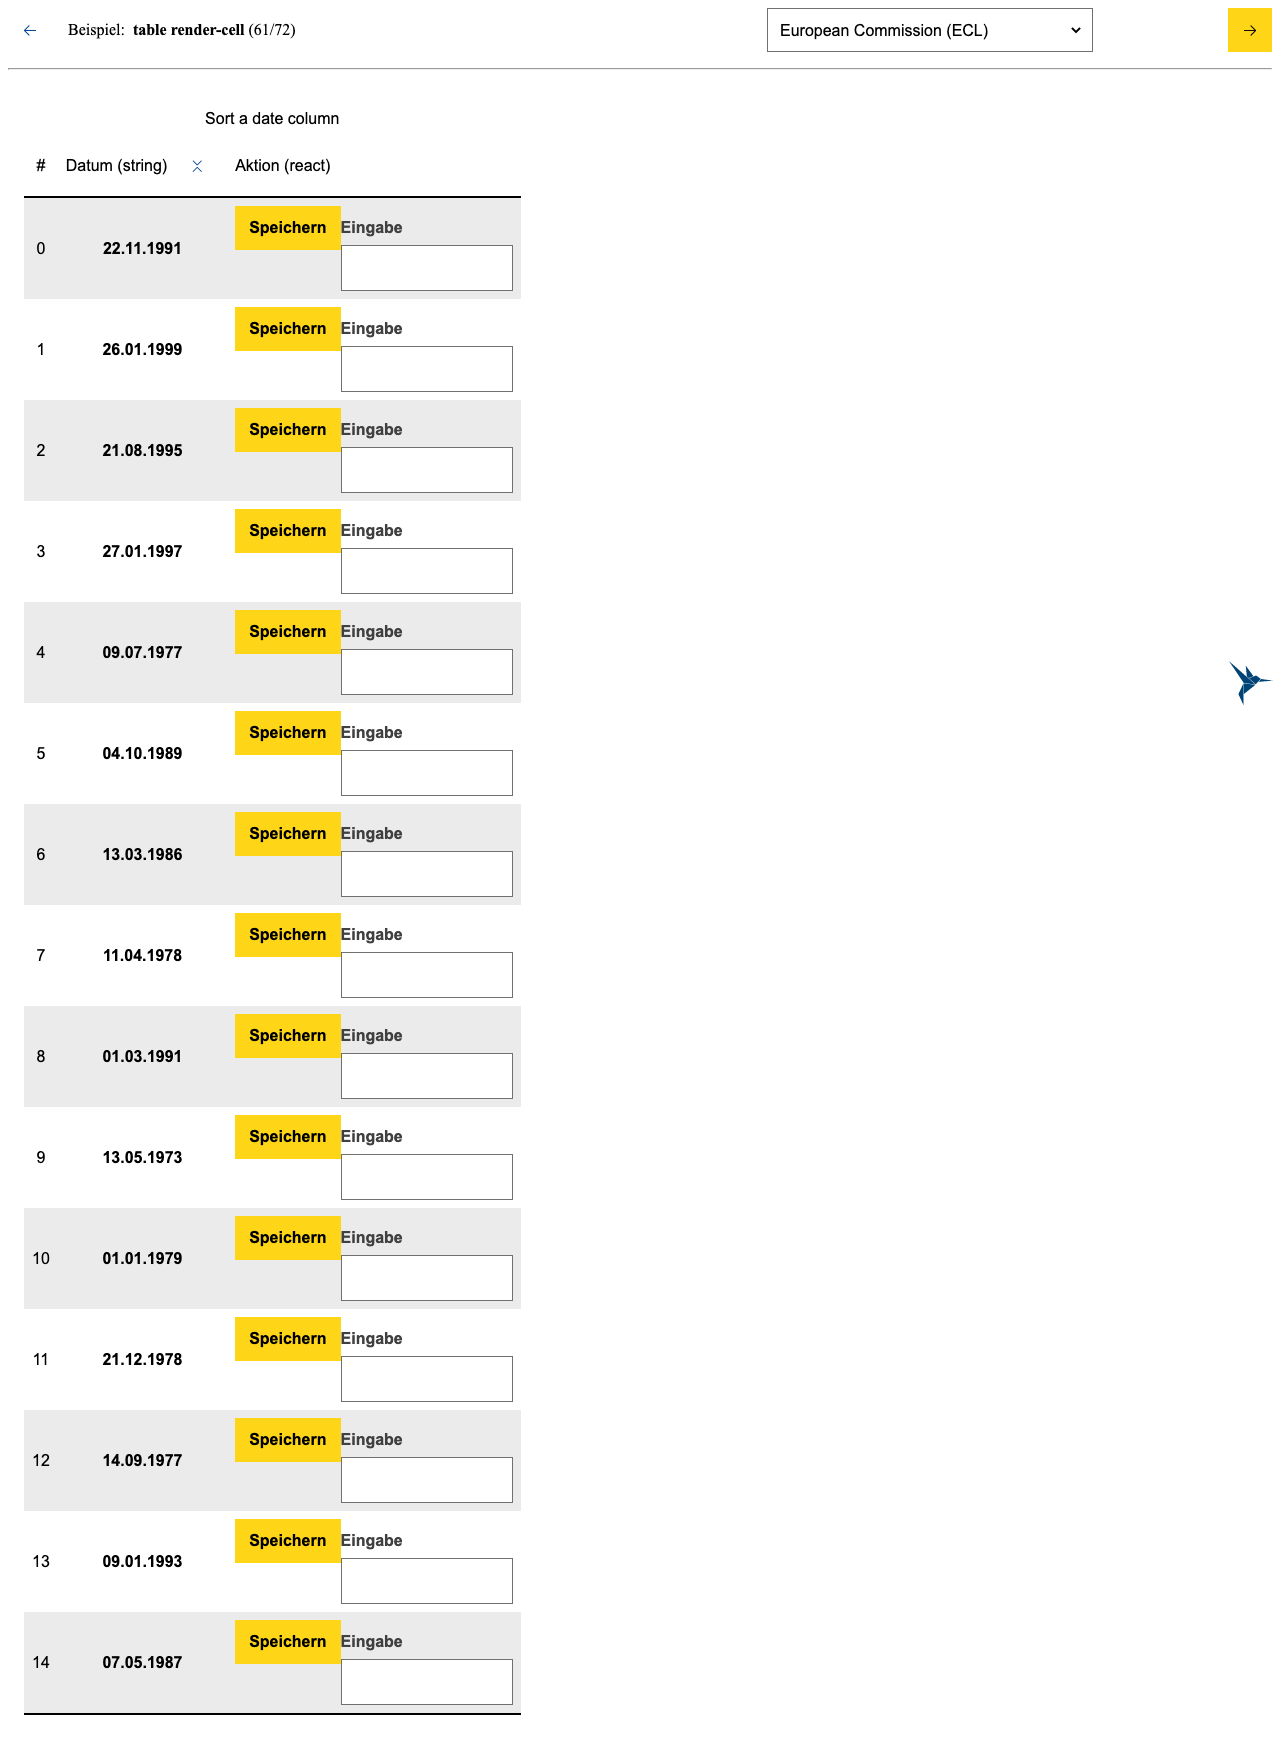 Beispiel: table render-cell (61/72)
European Commission (ECL)
Sort a date column
# Datum (string) Aktion (react)
Speichern Eingabe
0 22.11.1991
Speichern Eingabe
1 26.01.1999
Speichern Eingabe
2 21.08.1995
Speichern Eingabe
3 27.01.1997
Speichern Eingabe
4 09.07.1977
Speichern Eingabe
5 04.10.1989
Speichern Eingabe
6 13.03.1986
Speichern Eingabe
7 11.04.1978
Speichern Eingabe
8 01.03.1991
Speichern Eingabe
9 13.05.1973
Speichern Eingabe
10 01.01.1979
Speichern Eingabe
11 21.12.1978
Speichern Eingabe
12 14.09.1977
Speichern Eingabe
13 09.01.1993
Speichern Eingabe
14 07.05.1987